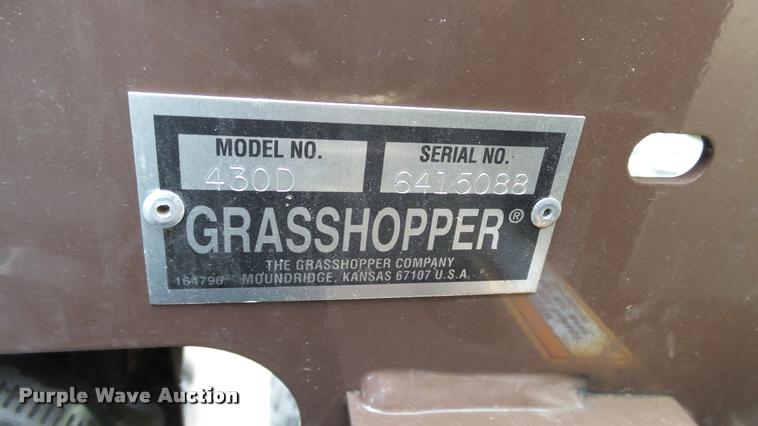 MODEL NO. SERIAL NO.
430D 6415088
GRASSHOPPER®
THE GRASSHOPPER COMPANY
164796 MOUNDRIDGE, KANSAS 67107 U.S.A.
Purple Wave Auction